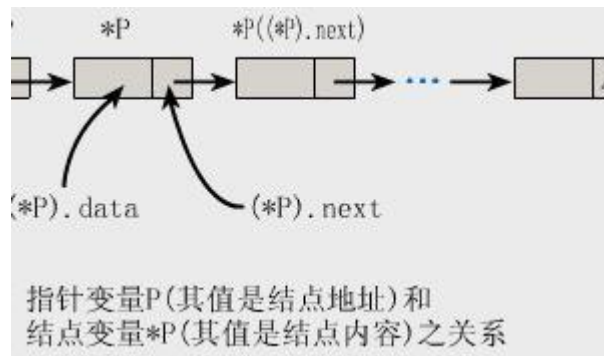 *P
*P((*P).next)
(*P).data
(*P).next
指针变量P(其值是结点地址)和
结点变量*P(其值是结点内容)之关系